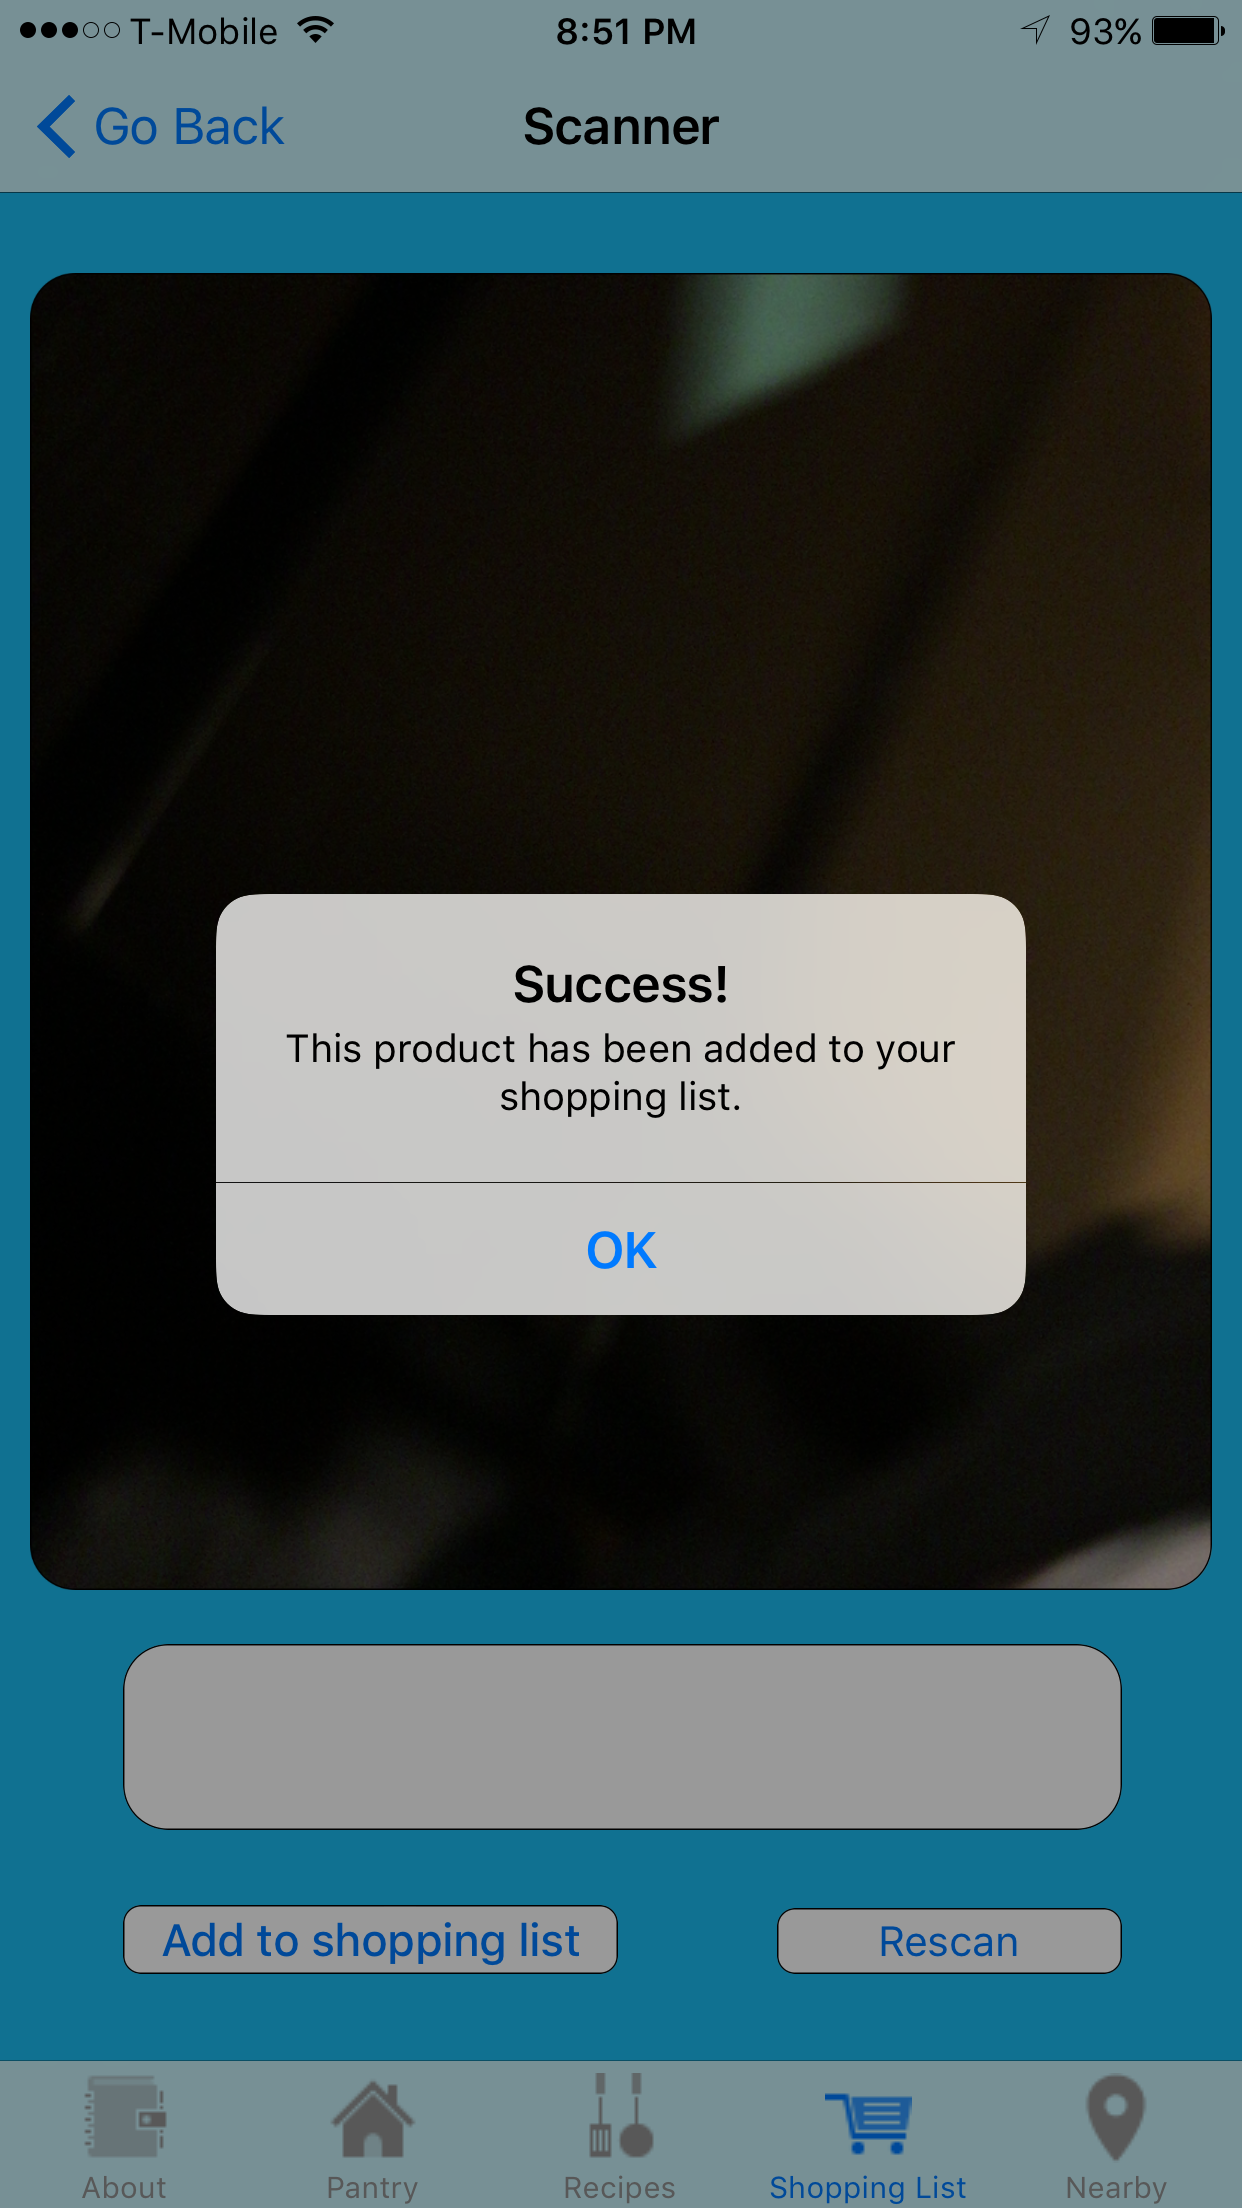 T-Mobile 8:51 PM 93%
Go Back Scanner
Success!
This product has been added to your
shopping list.
OK
Add to shopping list Rescan
About Pantry Recipes Shopping List Nearby